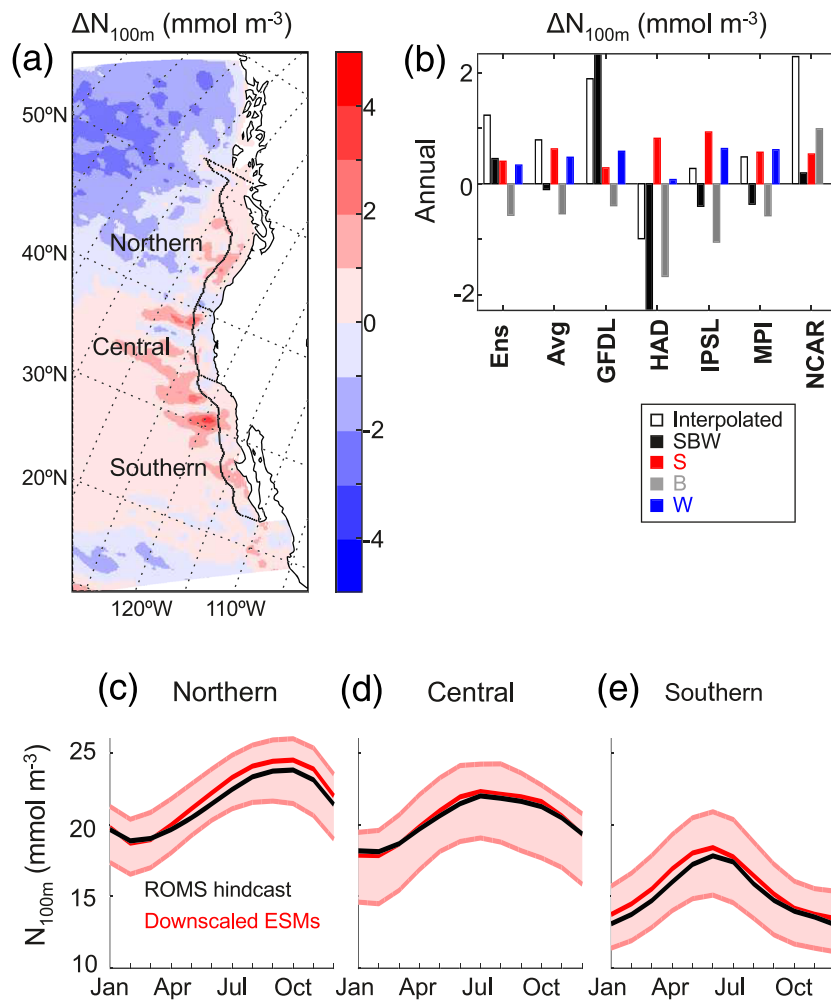 ΔN100m (mmol m-3)
(a)
50ºN
40ºN
30ºN
20ºN
Northern
Central
Southern
120ºW 110ºW
4
2
0
-2
-4
ΔN100m (mmol m-3)
(b)
Annual
2
0
-2
Ens Avg GFDL HAD IPSL MPI NCAR
Interpolated
SBW
S
B
W
(c) Northern
(d) Central
(e) Southern
N100m (mmol m-3)
25
20
15
10
ROMS hindcast
Downscaled ESMs
Jan Apr Jul Oct Jan Apr Jul Oct Jan Apr Jul Oct